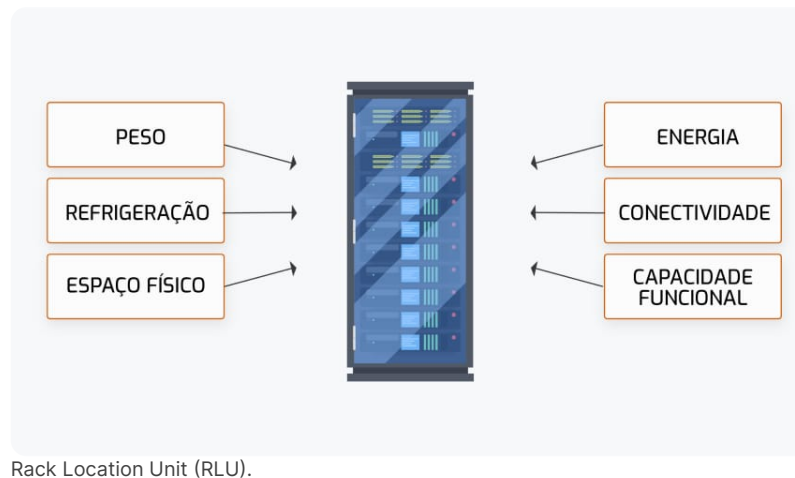 PESO
REFRIGERAÇÃO
ESPAÇO FÍSICO
ENERGIA
CONECTIVIDADE
CAPACIDADE
FUNCIONAL
Rack Location Unit (RLU).